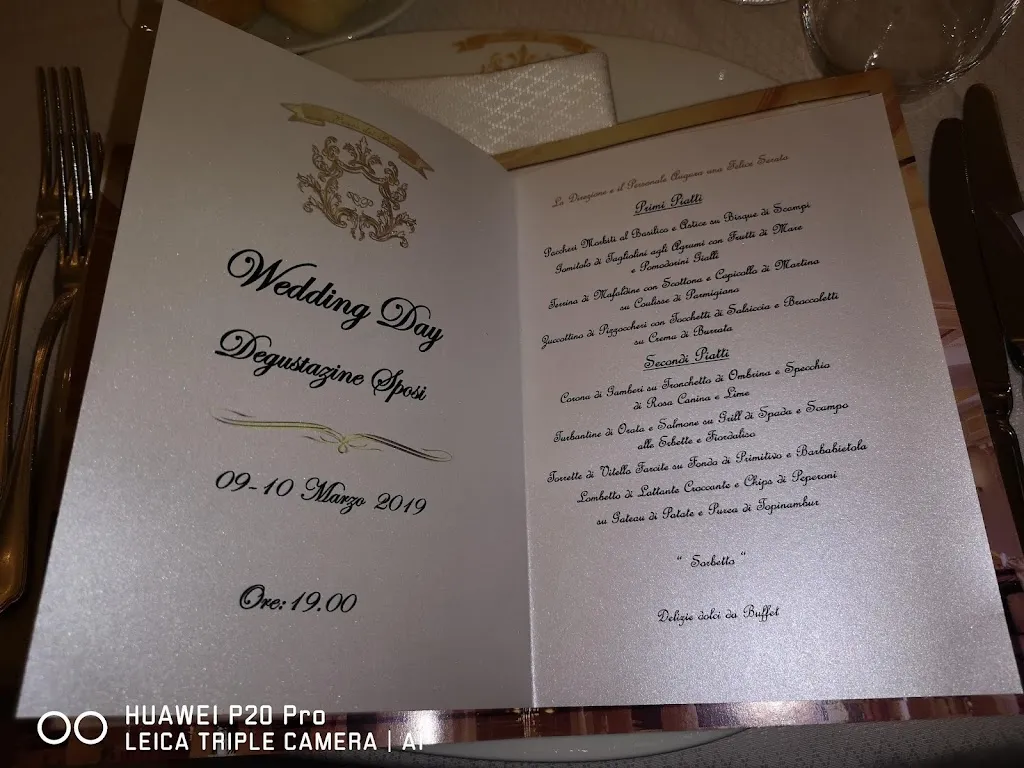 Wedding Day
Degustazine Sposi
09-10 Marzo 2019
Ore: 19.00
La Direzione e il Personale Augura una Felice Serata
Primi Piatti
Paccheri Morbiti al Basilico e Astice su Bisque di Scampi
Gomitolo di Tagliolini agli Agrumi con Frutti di Mare
e Pomodorini Gialli
Terrina di Mafaldine con Scottona e Capicollo di Martina
su Coulisse di Parmigiano
Zuccottino di Pizzoccheri con Tocchetti di Salsiccia e Broccoletti
su Crema di Burrata
Secondi Piatti
Corona di Gamberi su Tronchetto di Ombrina e Specchio
di Rosa Canina e Lime
Turbantine di Orata e Salmone su Grill di Spada e Scampo
alle Erbette e Fiordaliso
Torrette di Vitello Farcite su Fondo di Primitivo e Barbabietola
Lombetto di Lattante Croccante e Chips di Peperoni
su Gateau di Patate e Purea di Topinambur
“ Sorbetto “
Delizie dolci da Buffet
HUAWEI P20 Pro
LEICA TRIPLE CAMERA | AI